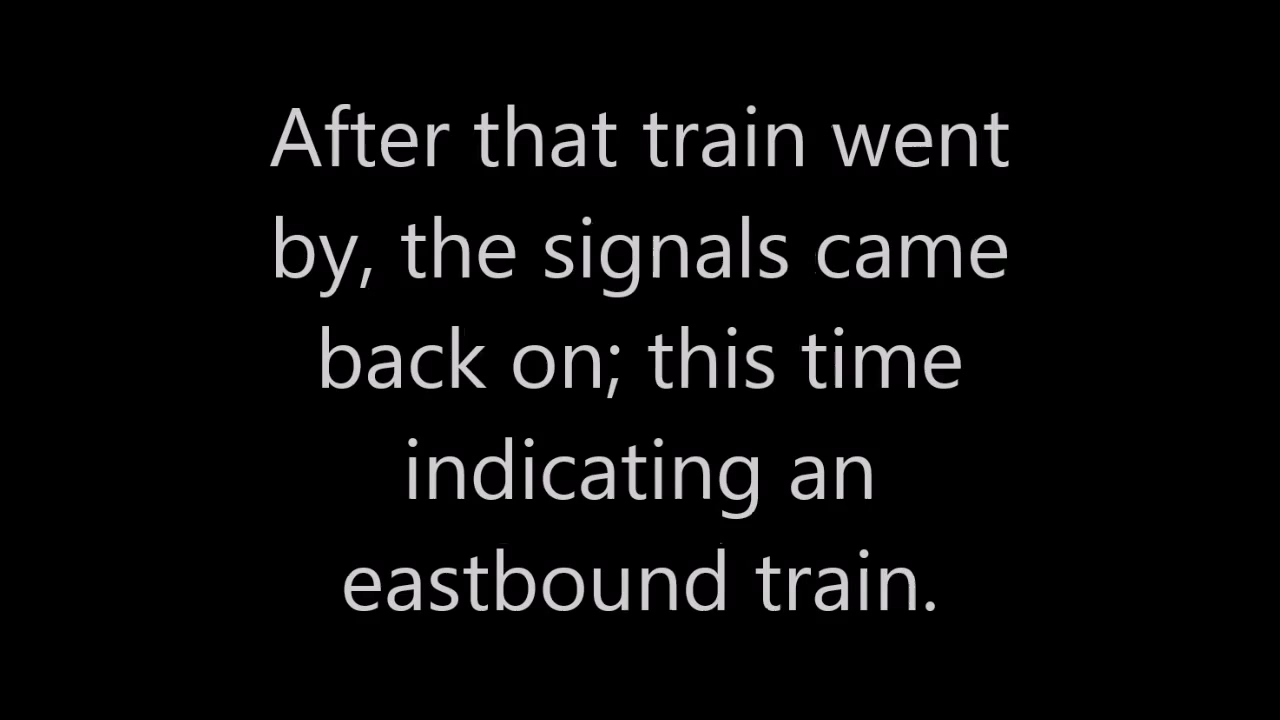 After that train went
by, the signals came
back on; this time
indicating an
eastbound train.